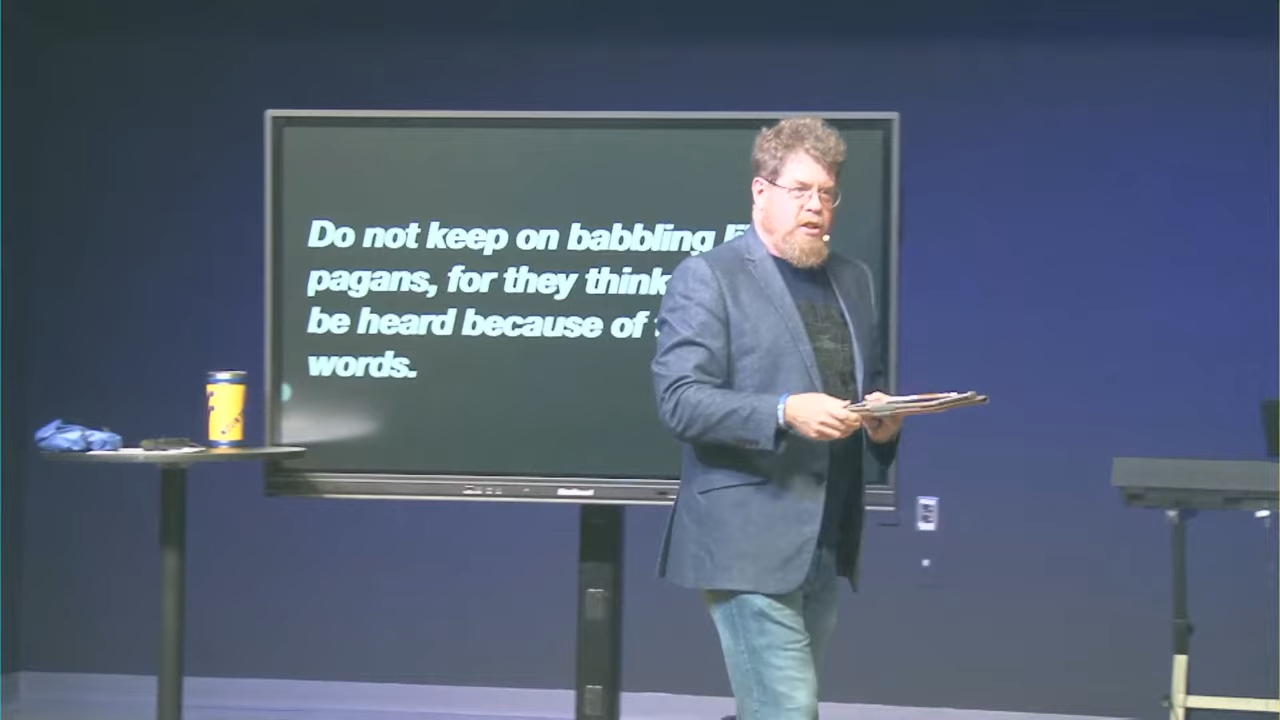 Do not keep on babbling
pagans, for they think
be heard because of
words.